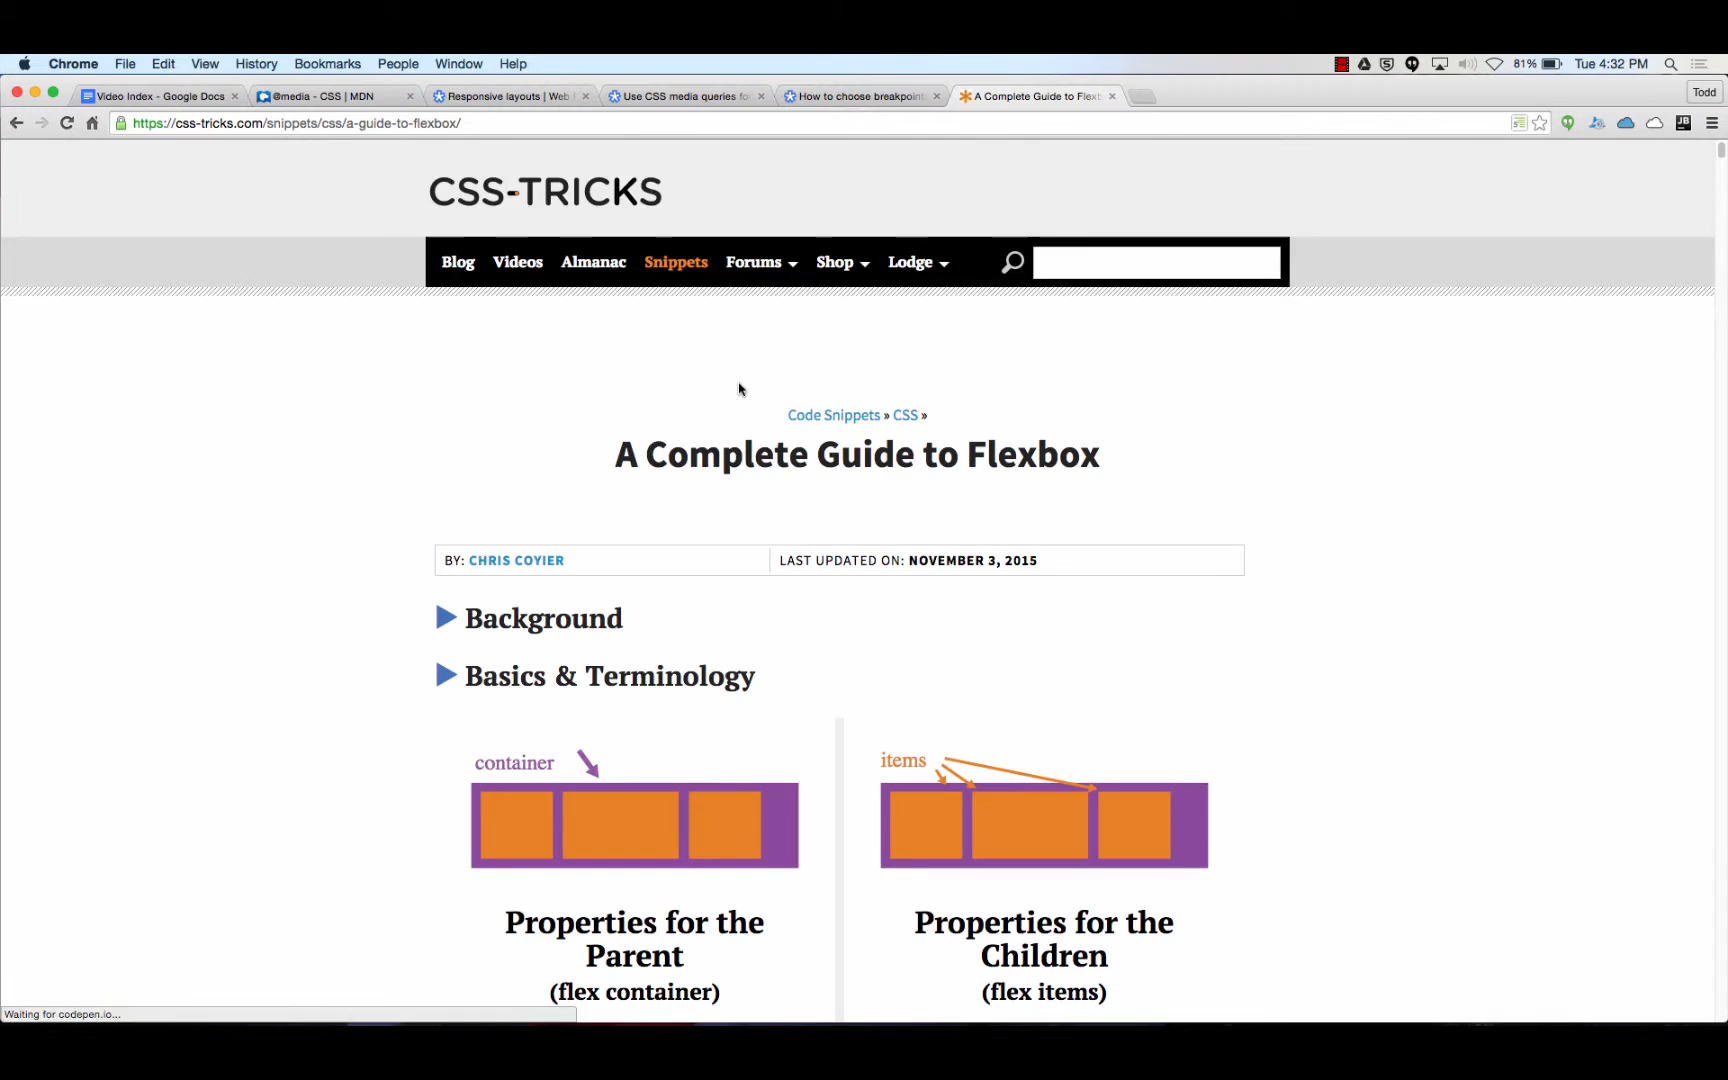 Chrome File Edit View History Bookmarks People Window Help 81% Tue 4:32 PM
Video Index - Google Docs @media - CSS | MDN Responsive layouts | Web Use CSS media queries fo How to choose breakpoint A Complete Guide to Flexb Todd
https://css-tricks.com/snippets/css/a-guide-to-flexbox/
CSS-TRICKS
Blog Videos Almanac Snippets Forums Shop Lodge
Code Snippets » CSS »
A Complete Guide to Flexbox
BY: CHRIS COYIER LAST UPDATED ON: NOVEMBER 3, 2015
Background
Basics & Terminology
container
items
Properties for the
Parent
(flex container)
Properties for the
Children
(flex items)
Waiting for codepen.io...